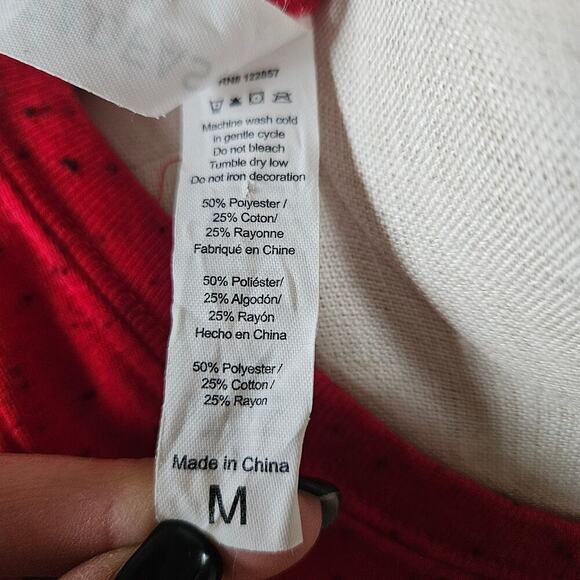 RN# 122857
Machine wash cold
in gentle cycle
Do not bleach
Tumble dry low
Do not iron decoration
50% Polyester /
25% Coton/
25% Rayonne
Fabriqué en Chine
50% Poliéster/
25% Algodón/
25% Rayón
Hecho en China
50% Polyester /
25% Cotton /
25% Rayon
Made in China
M